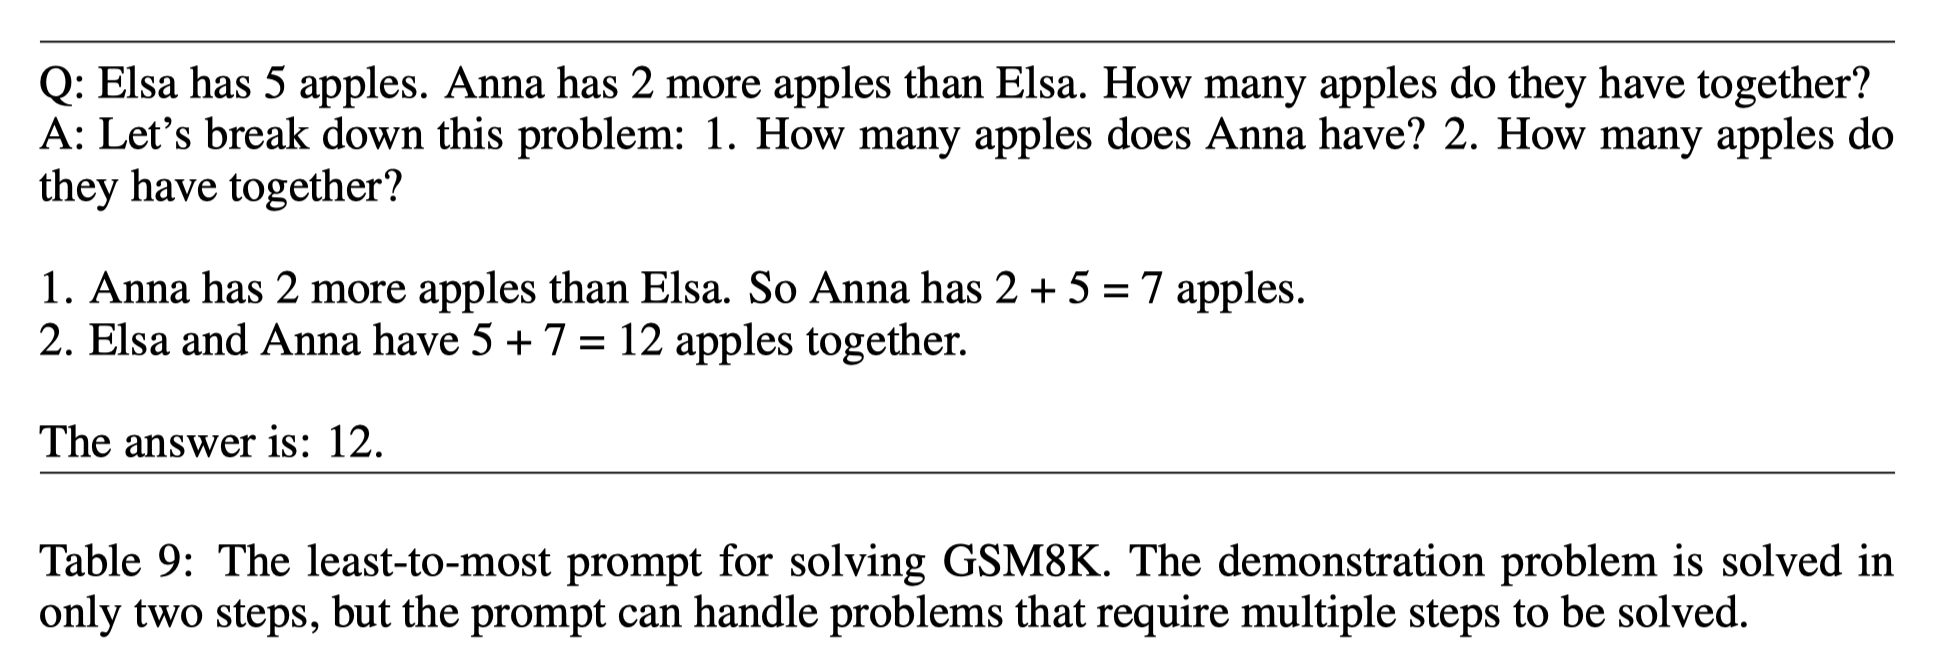 Q: Elsa has 5 apples. Anna has 2 more apples than Elsa. How many apples do they have together?
A: Let’s break down this problem: 1. How many apples does Anna have? 2. How many apples do
they have together?
1. Anna has 2 more apples than Elsa. So Anna has 2 + 5 = 7 apples.
2. Elsa and Anna have 5 + 7 = 12 apples together.
The answer is: 12.
Table 9: The least-to-most prompt for solving GSM8K. The demonstration problem is solved in
only two steps, but the prompt can handle problems that require multiple steps to be solved.